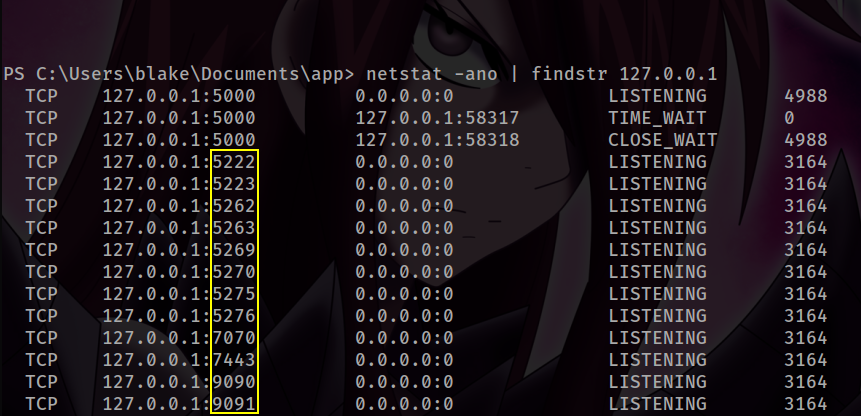 PS C:\Users\blake\Documents\app> netstat -ano | findstr 127.0.0.1
TCP 127.0.0.1:5000 0.0.0.0:0 LISTENING 4988
TCP 127.0.0.1:5000 127.0.0.1:58317 TIME_WAIT 0
TCP 127.0.0.1:5000 127.0.0.1:58318 CLOSE_WAIT 4988
TCP 127.0.0.1:5222 0.0.0.0:0 LISTENING 3164
TCP 127.0.0.1:5223 0.0.0.0:0 LISTENING 3164
TCP 127.0.0.1:5262 0.0.0.0:0 LISTENING 3164
TCP 127.0.0.1:5263 0.0.0.0:0 LISTENING 3164
TCP 127.0.0.1:5269 0.0.0.0:0 LISTENING 3164
TCP 127.0.0.1:5270 0.0.0.0:0 LISTENING 3164
TCP 127.0.0.1:5275 0.0.0.0:0 LISTENING 3164
TCP 127.0.0.1:5276 0.0.0.0:0 LISTENING 3164
TCP 127.0.0.1:7070 0.0.0.0:0 LISTENING 3164
TCP 127.0.0.1:7443 0.0.0.0:0 LISTENING 3164
TCP 127.0.0.1:9090 0.0.0.0:0 LISTENING 3164
TCP 127.0.0.1:9091 0.0.0.0:0 LISTENING 3164